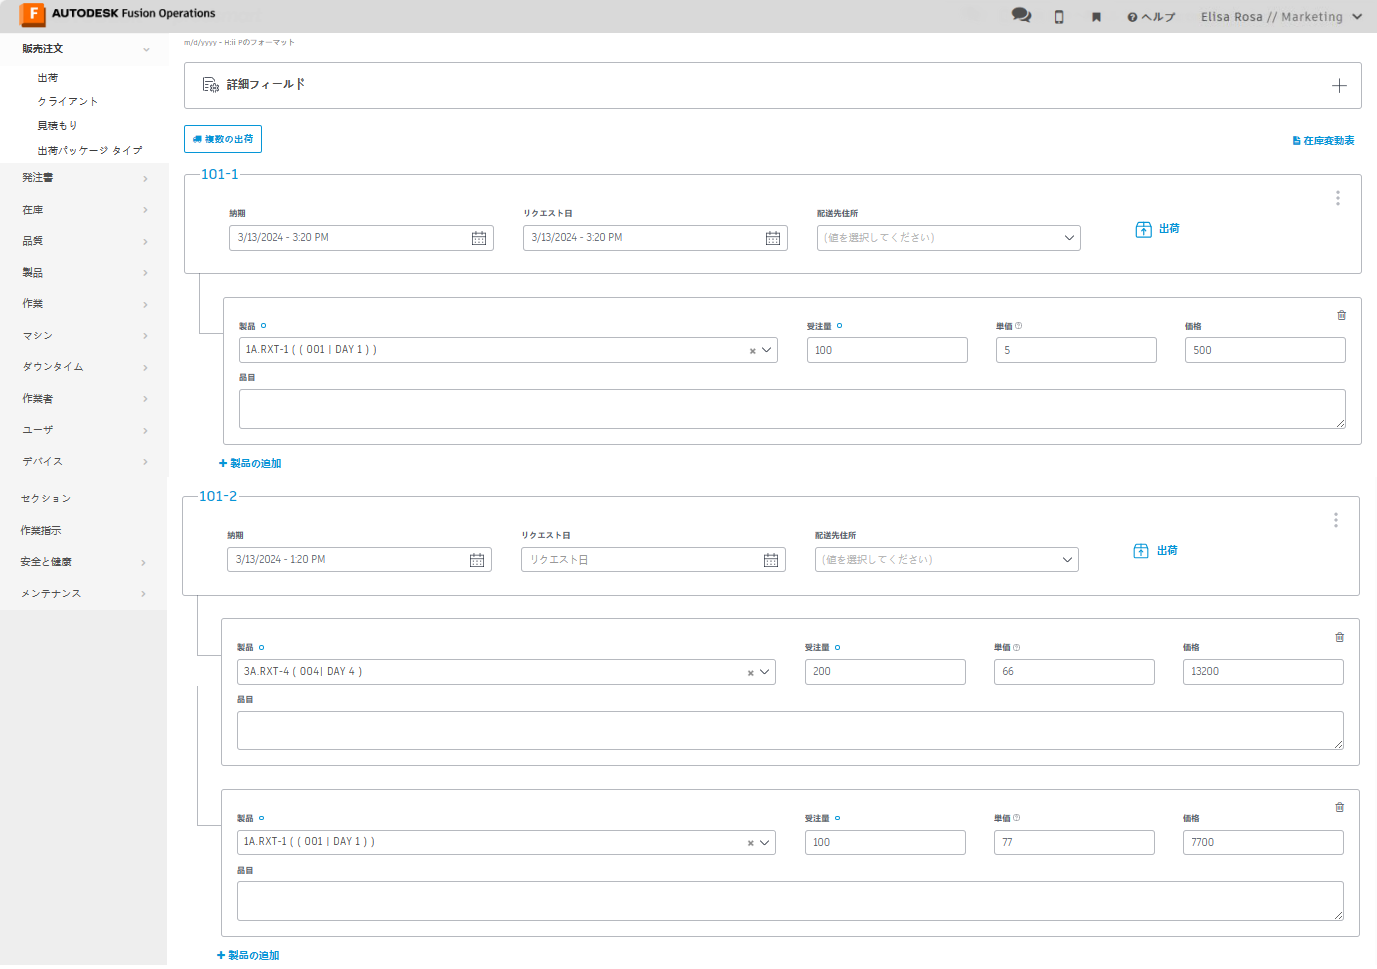 F AUTODESK Fusion Operations
ヘルプ
Elisa Rosa // Marketing
販売注文
出荷
クライアント
見積もり
出荷パッケージ タイプ
発注書
在庫
品質
製品
作業
マシン
ダウンタイム
作業者
ユーザ
デバイス
セクション
作業指示
安全と健康
メンテナンス
m/d/yyyy - H:ii Pのフォーマット
詳細フィールド
複数の出荷
在庫変動表
101-1
納期
リクエスト日
配送先住所
3/13/2024 - 3:20 PM
3/13/2024 - 3:20 PM
(値を選択してください)
出荷
製品
受注量
単価
価格
1A.RXT-1 ( ( 001 | DAY 1 ) )
100
5
500
品目
製品の追加
101-2
納期
リクエスト日
配送先住所
3/13/2024 - 1:20 PM
リクエスト日
(値を選択してください)
出荷
製品
受注量
単価
価格
3A.RXT-4 ( 004| DAY 4 )
200
66
13200
品目
製品
受注量
単価
価格
1A.RXT-1 ( ( 001 | DAY 1 ) )
100
77
7700
品目
製品の追加